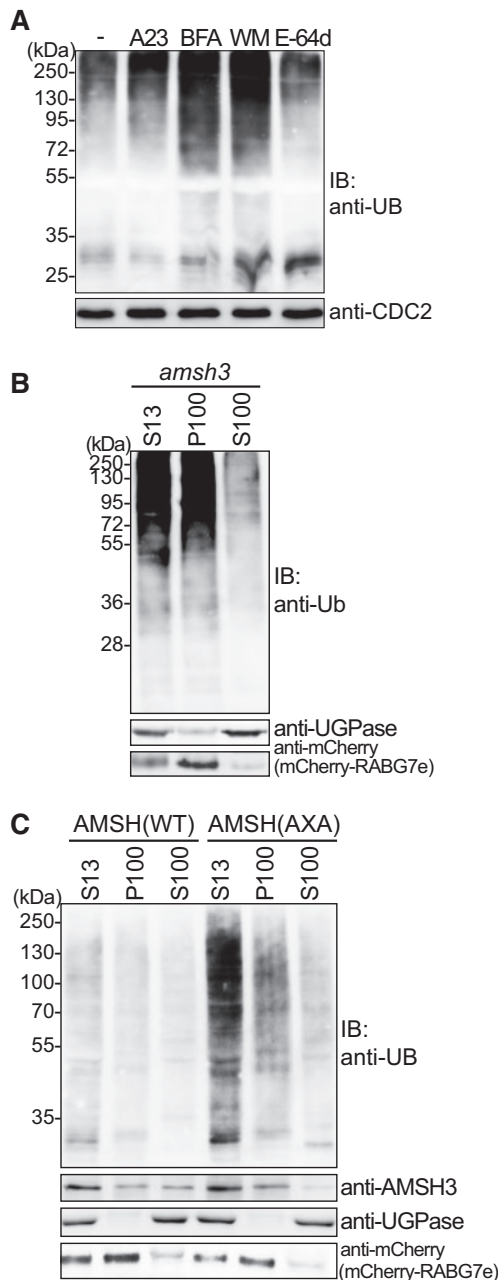 A
(kDa) - A23 BFA WM E-64d
250-
130-
95-
72-
55-
35-
25-
IB:
anti-UB
anti-CDC2
B
amsh3
(kDa) S13 P100 S100
250-
130-
95-
72-
55-
36-
28-
IB:
anti-Ub
anti-UGPase
anti-mCherry
(mCherry-RABG7e)
C
AMSH(WT) AMSH(AXA)
(kDa) S13 P100 S100 S13 P100 S100
250-
130-
100-
70-
55-
35-
IB:
anti-UB
anti-AMSH3
anti-UGPase
anti-mCherry
(mCherry-RABG7e)